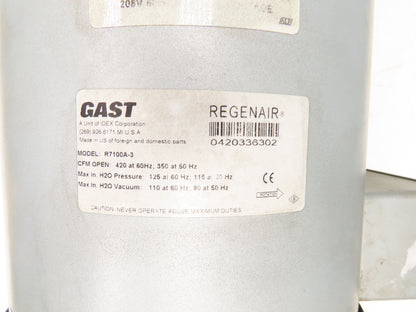 208V
GAST
REGENAIR®
A Unit of IDEX Corporation
(269) 926-6171 MI U.S.A
Made in US of foreign and domestic parts
0420336302
MODEL: R7100A-3
CFM OPEN: 420 at 60Hz; 350 at 50 Hz
Max In. H2O Pressure: 125 at 60 Hz; 115 at 50 Hz
Max In. H2O Vacuum: 110 at 60 Hz; 90 at 50 Hz
CE
ROTATION
CAUTION: NEVER OPERATE ABOVE MAXIMUM DUTIES